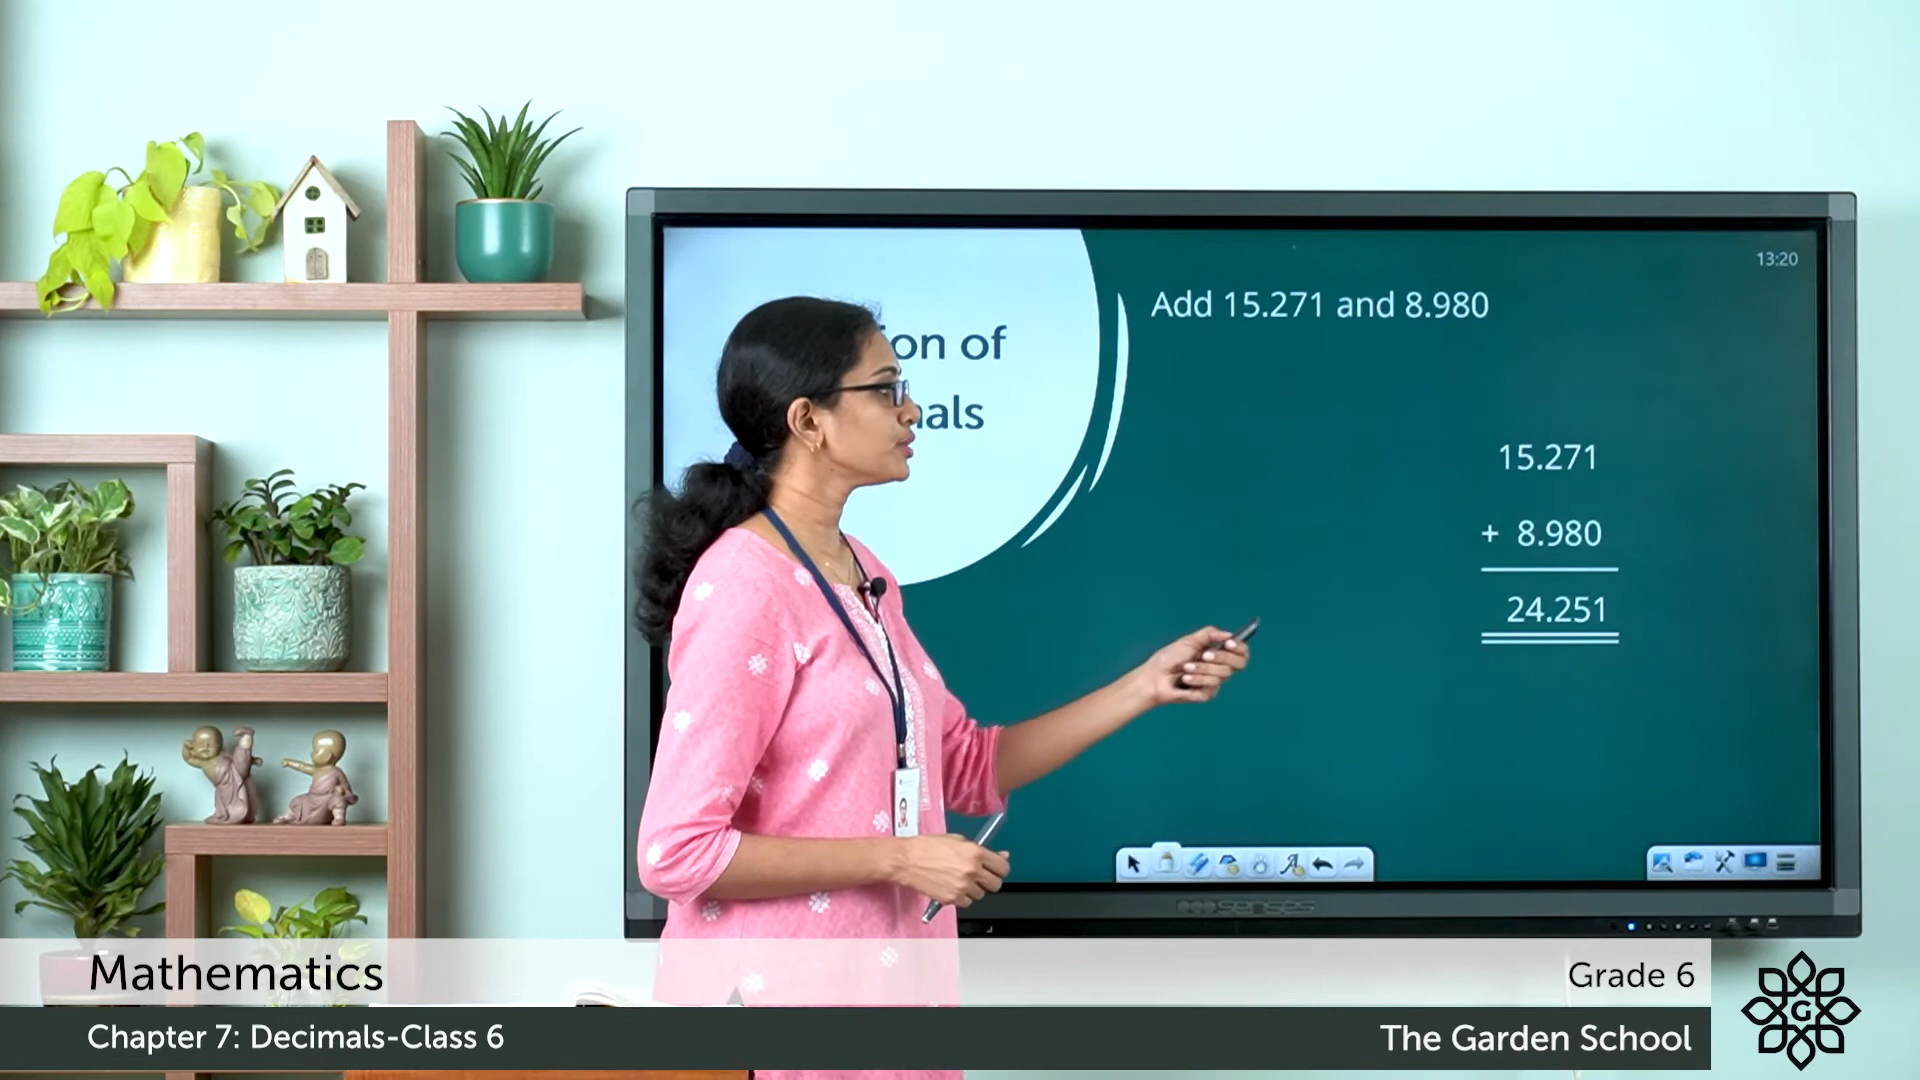 13:20
Add 15.271 and 8.980
on of
als
15.271
+ 8.980
24.251
Mathematics
Grade 6
Chapter 7: Decimals-Class 6
The Garden School
G